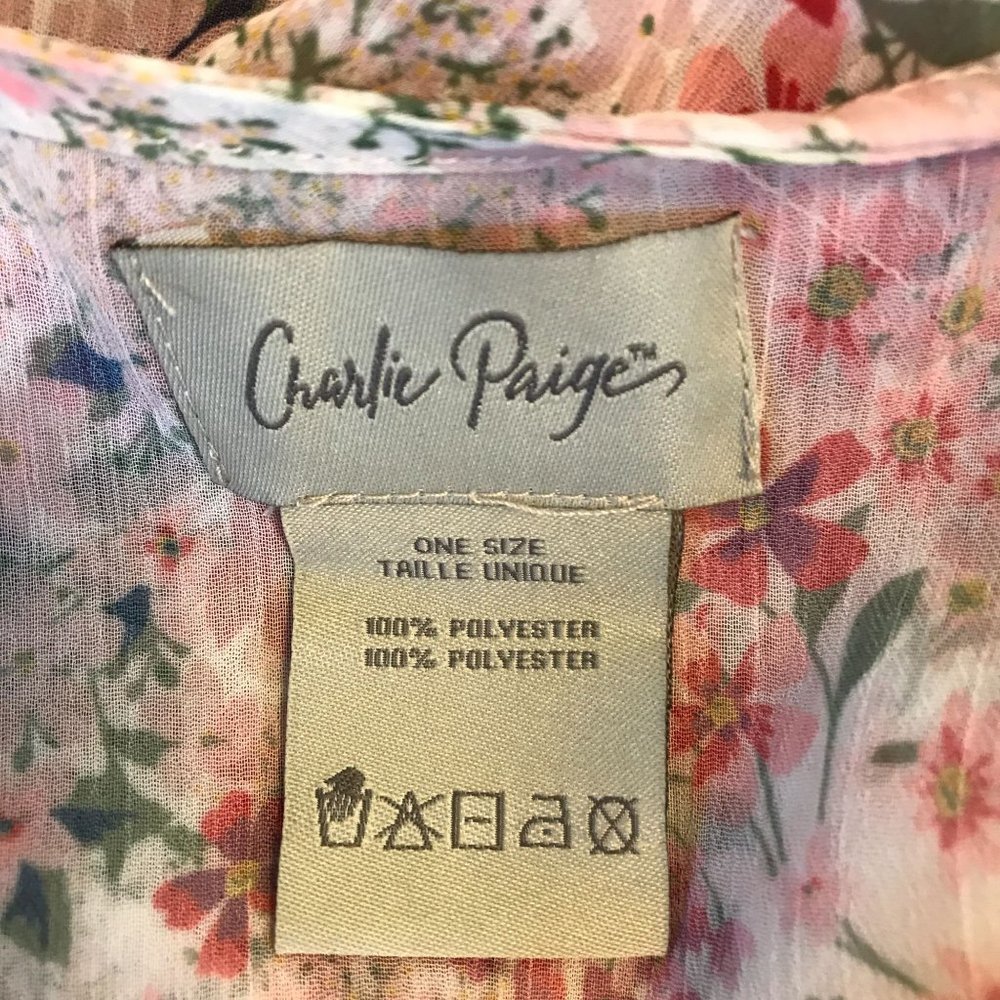 Charlie Paige™
ONE SIZE
TAILLE UNIQUE
100% POLYESTER
100% POLYESTER